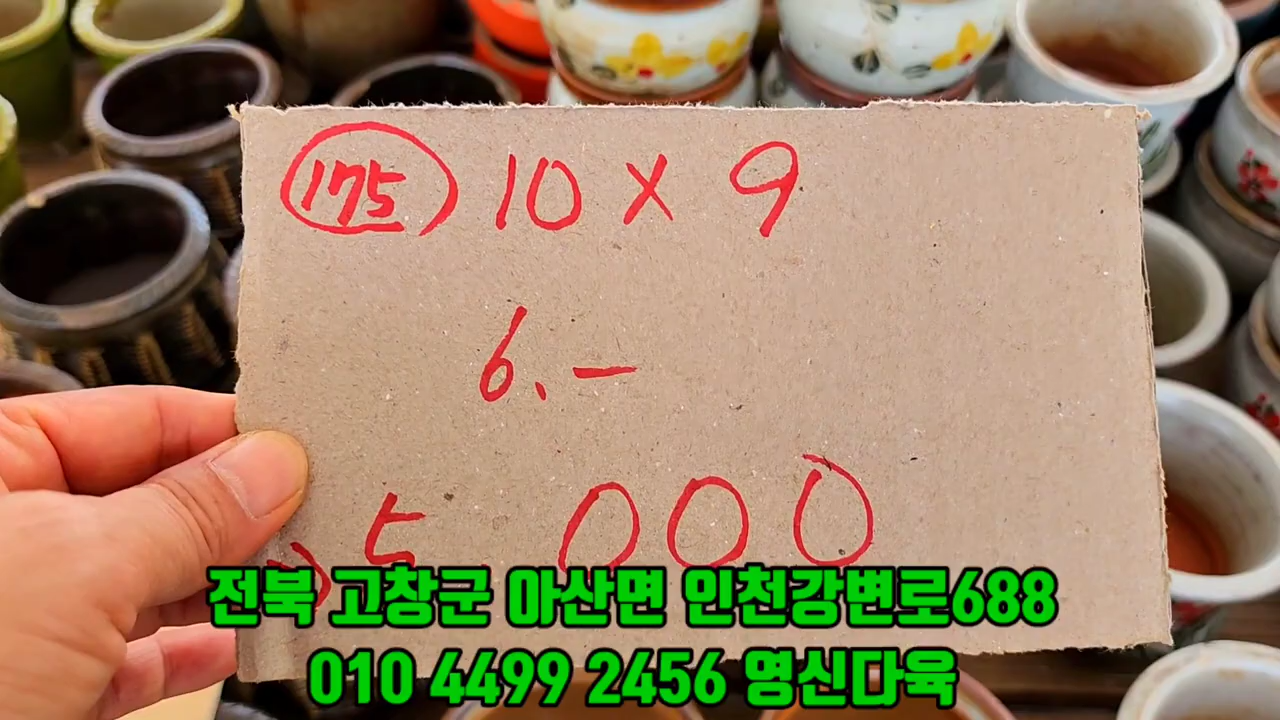 175 10 x 9
6.-
5 000
전북 고창군 아산면 인천강변로688
010 4499 2456 영신다육